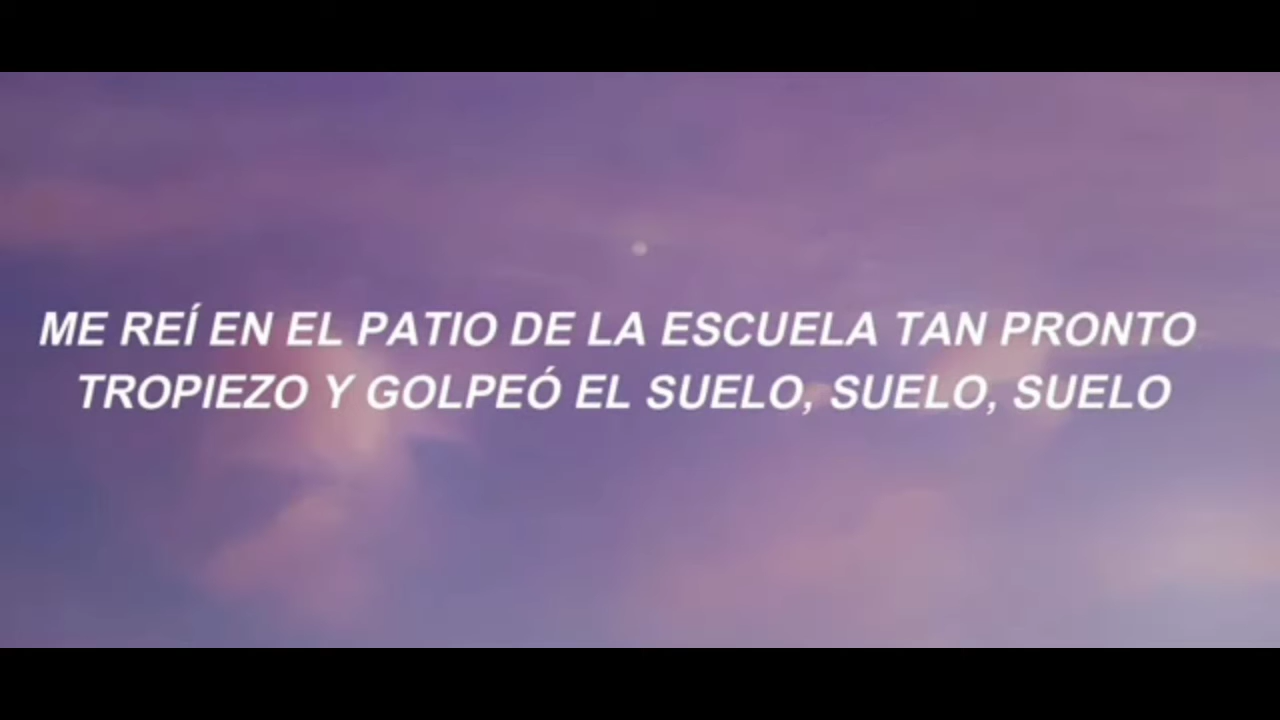 ME REÍ EN EL PATIO DE LA ESCUELA TAN PRONTO
TROPIEZO Y GOLPEÓ EL SUELO, SUELO, SUELO